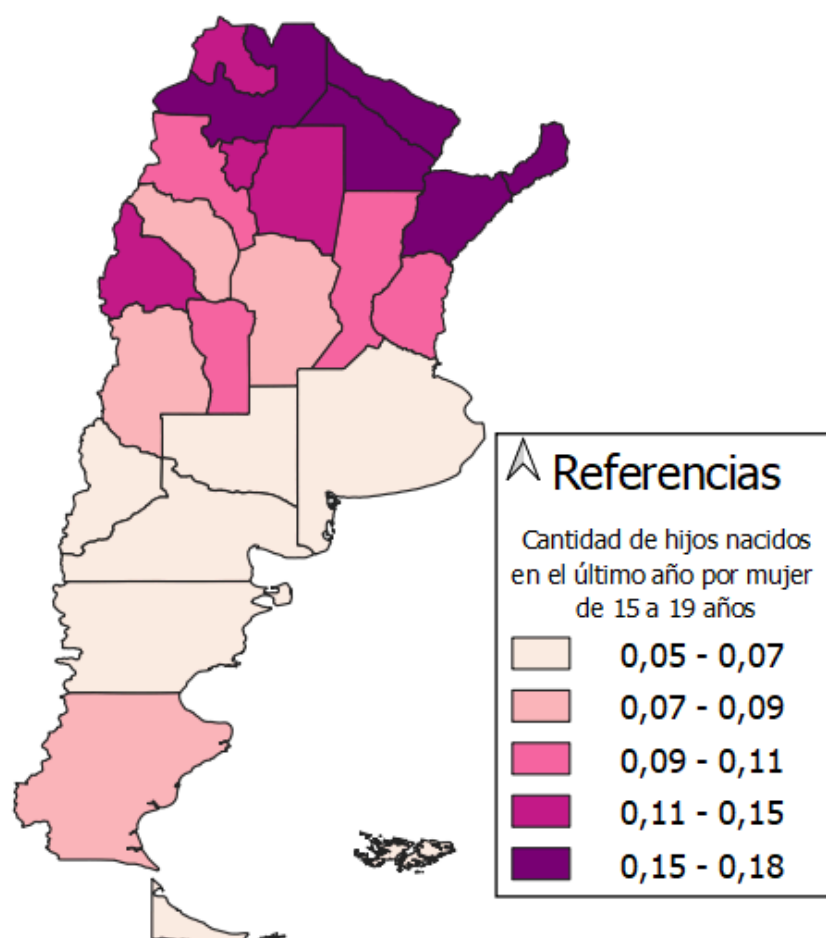 Referencias
Cantidad de hijos nacidos
en el último año por mujer
de 15 a 19 años
0,05 - 0,07
0,07 - 0,09
0,09 - 0,11
0,11 - 0,15
0,15 - 0,18